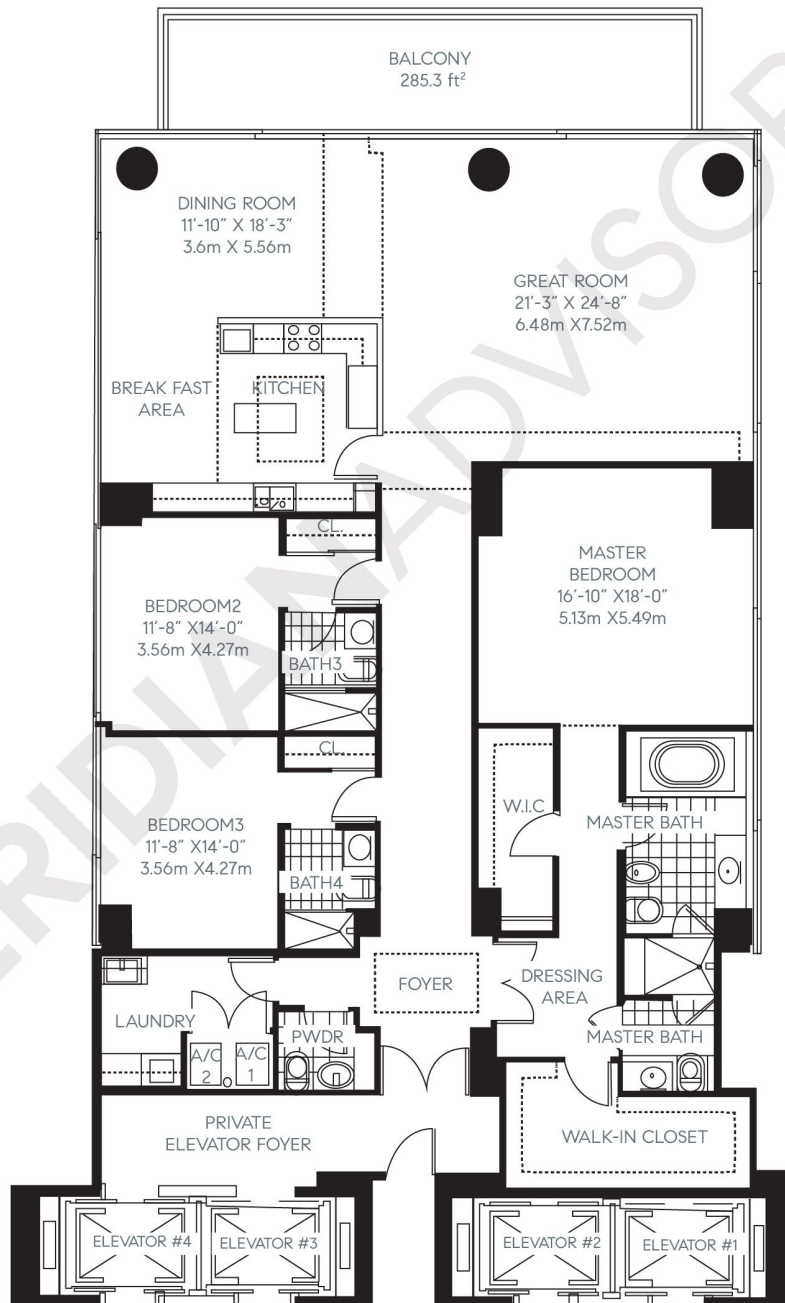 BALCONY
285.3 ft²
DINING ROOM
11'-10" X 18'-3"
3.6m X 5.56m
GREAT ROOM
21'-3" X 24'-8"
6.48m X7.52m
BREAK FAST
AREA
KITCHEN
CL.
MASTER
BEDROOM
16'-10" X18'-0"
5.13m X5.49m
BEDROOM2
11'-8" X14'-0"
3.56m X4.27m
BATH3
CL.
W.I.C
MASTER BATH
BEDROOM3
11'-8" X14'-0"
3.56m X4.27m
BATH4
FOYER
DRESSING
AREA
LAUNDRY
PWDR
MASTER BATH
A/C
2
A/C
1
PRIVATE
ELEVATOR FOYER
WALK-IN CLOSET
ELEVATOR #4
ELEVATOR #3
ELEVATOR #2
ELEVATOR #1